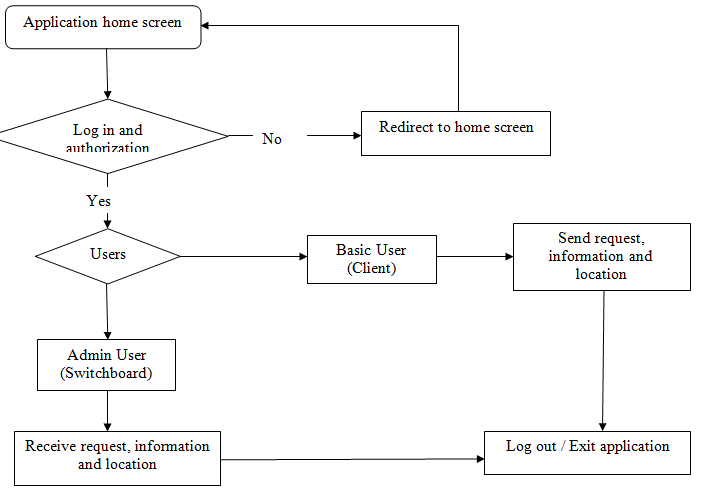 Application home screen
Log in and
authorization
No
Redirect to home screen
Yes
Users
Basic User
(Client)
Send request,
information and
location
Admin User
(Switchboard)
Receive request, information
and location
Log out / Exit application